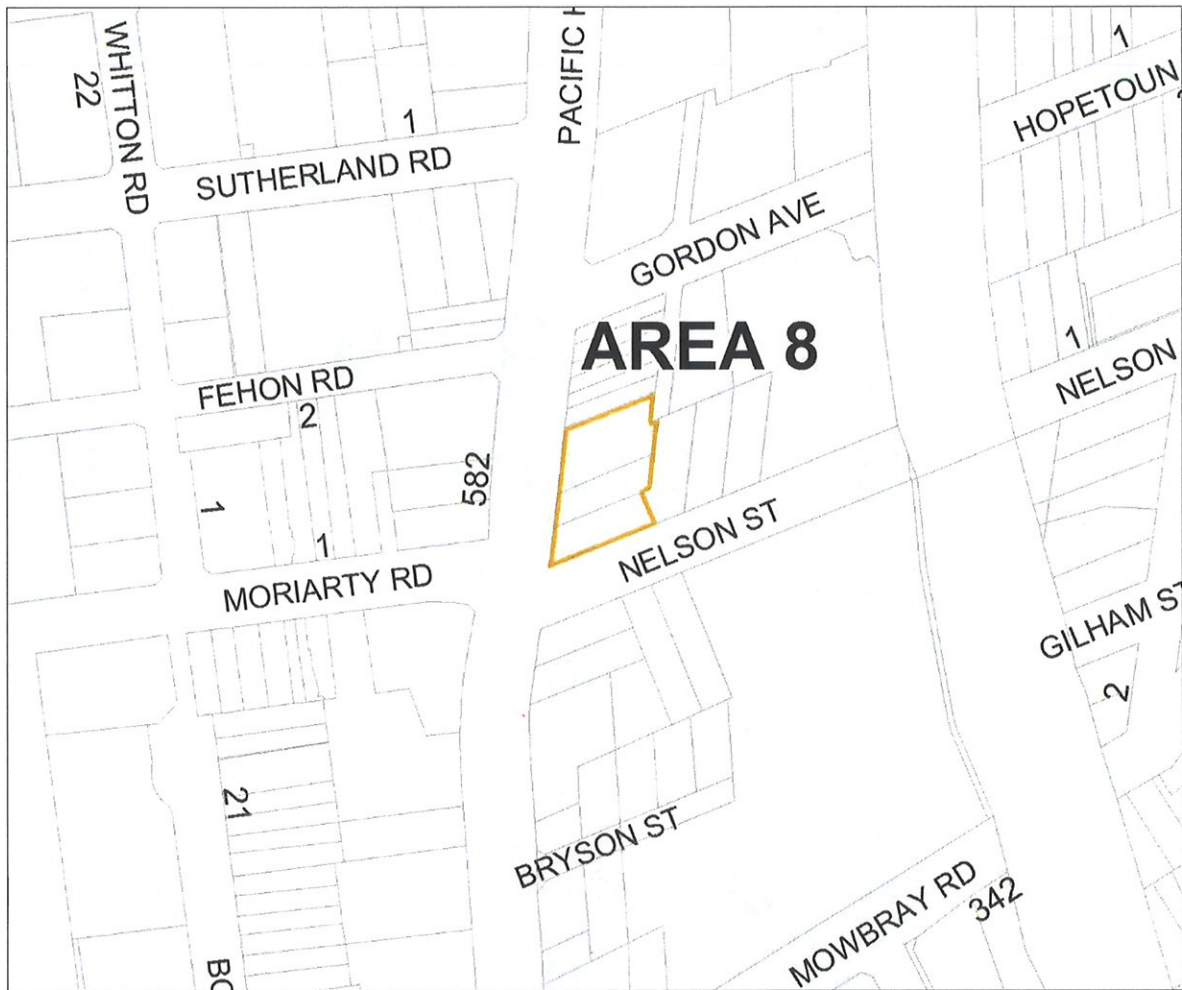 WHITTON RD
22
PACIFIC H
1
1
HOPETOUN
SUTHERLAND RD
GORDON AVE
AREA 8
1
NELSON
FEHON RD
2
582
1
1
NELSON ST
MORIARTY RD
GILHAM ST
2
21
BRYSON ST
MOWBRAY RD
342
BO